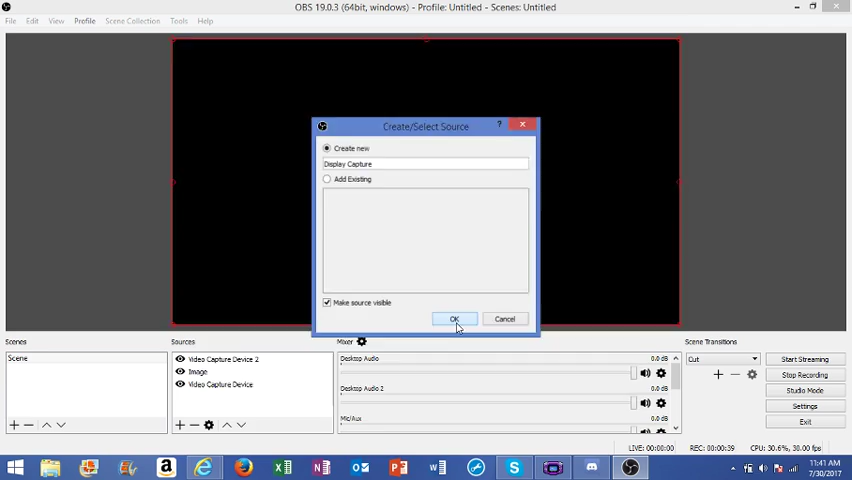 OBS 19.0.3 (64bit, windows) - Profile: Untitled - Scenes: Untitled
File Edit View Profile Scene Collection Tools Help
Create/Select Source
?
Create new
Display Capture
Add Existing
Make source visible
OK Cancel
Scenes Sources Mixer Scene Transitions
Scene
Video Capture Device 2
Image
Video Capture Device
Desktop Audio 0.0 dB
Desktop Audio 2 0.0 dB
Mic/Aux 0.0 dB
Cut
Start Streaming
Stop Recording
Studio Mode
Settings
Exit
LIVE: 00:00:00 REC: 00:00:39 CPU: 30.6%, 30.00 fps
11:41 AM
7/30/2017